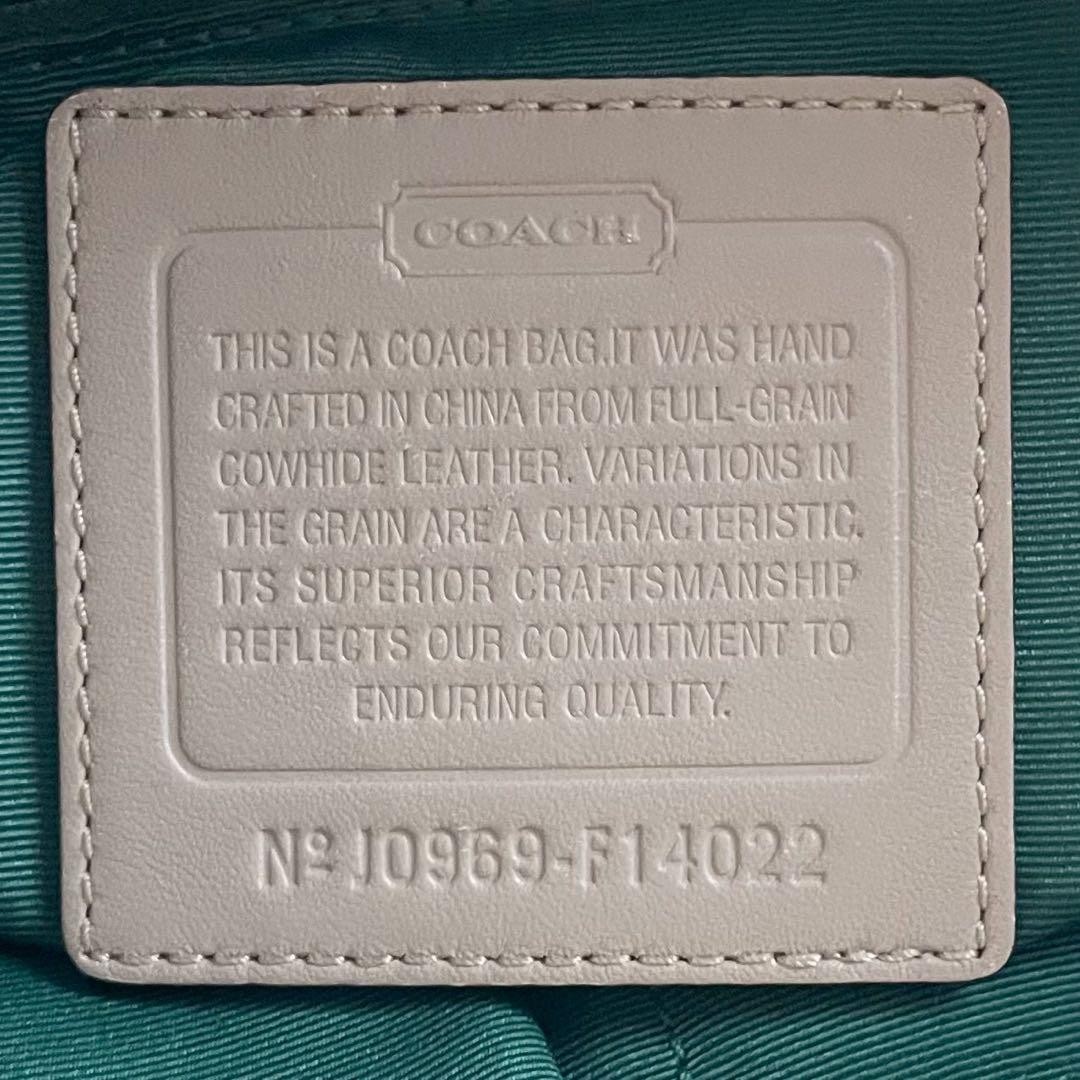 COACH
THIS IS A COACH BAG.IT WAS HAND
CRAFTED IN CHINA FROM FULL-GRAIN
COWHIDE LEATHER. VARIATIONS IN
THE GRAIN ARE A CHARACTERISTIC.
ITS SUPERIOR CRAFTSMANSHIP
REFLECTS OUR COMMITMENT TO
ENDURING QUALITY.
Nº J0969-F14022